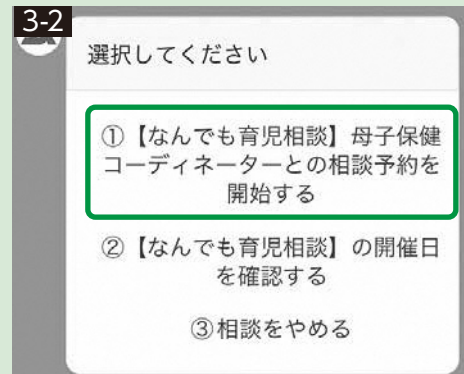 3-2
選択してください
①【なんでも育児相談】母子保健
コーディネーターとの相談予約を
開始する
②【なんでも育児相談】の開催日
を確認する
③相談をやめる